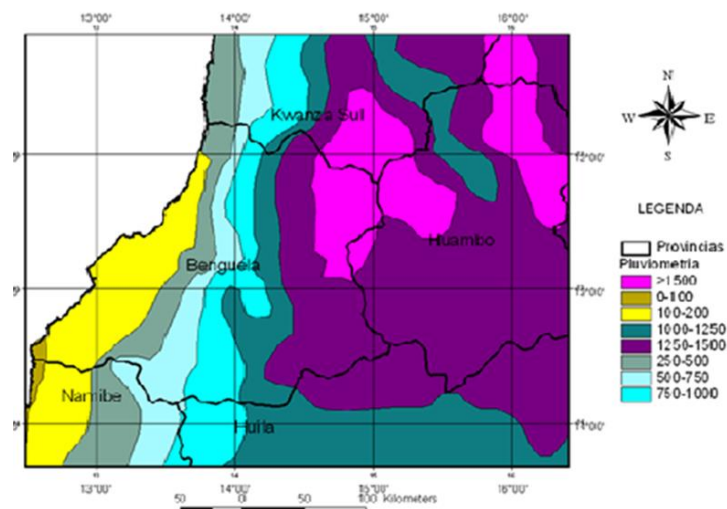 13°00' 14°00' 15°00' 16°00'
N
W E
S
Kwanza Sul
12°00'
LEGENDA
Provincias
Pluviometria
>1500
0-100
100-200
1000-1250
1250-1500
250-500
500-750
750-1000
Huambo
Benguela
13°00'
Namibe
Huila
14°00'
13°00' 14°00' 15°00' 16°00'
50 0 50 100 Kilometers